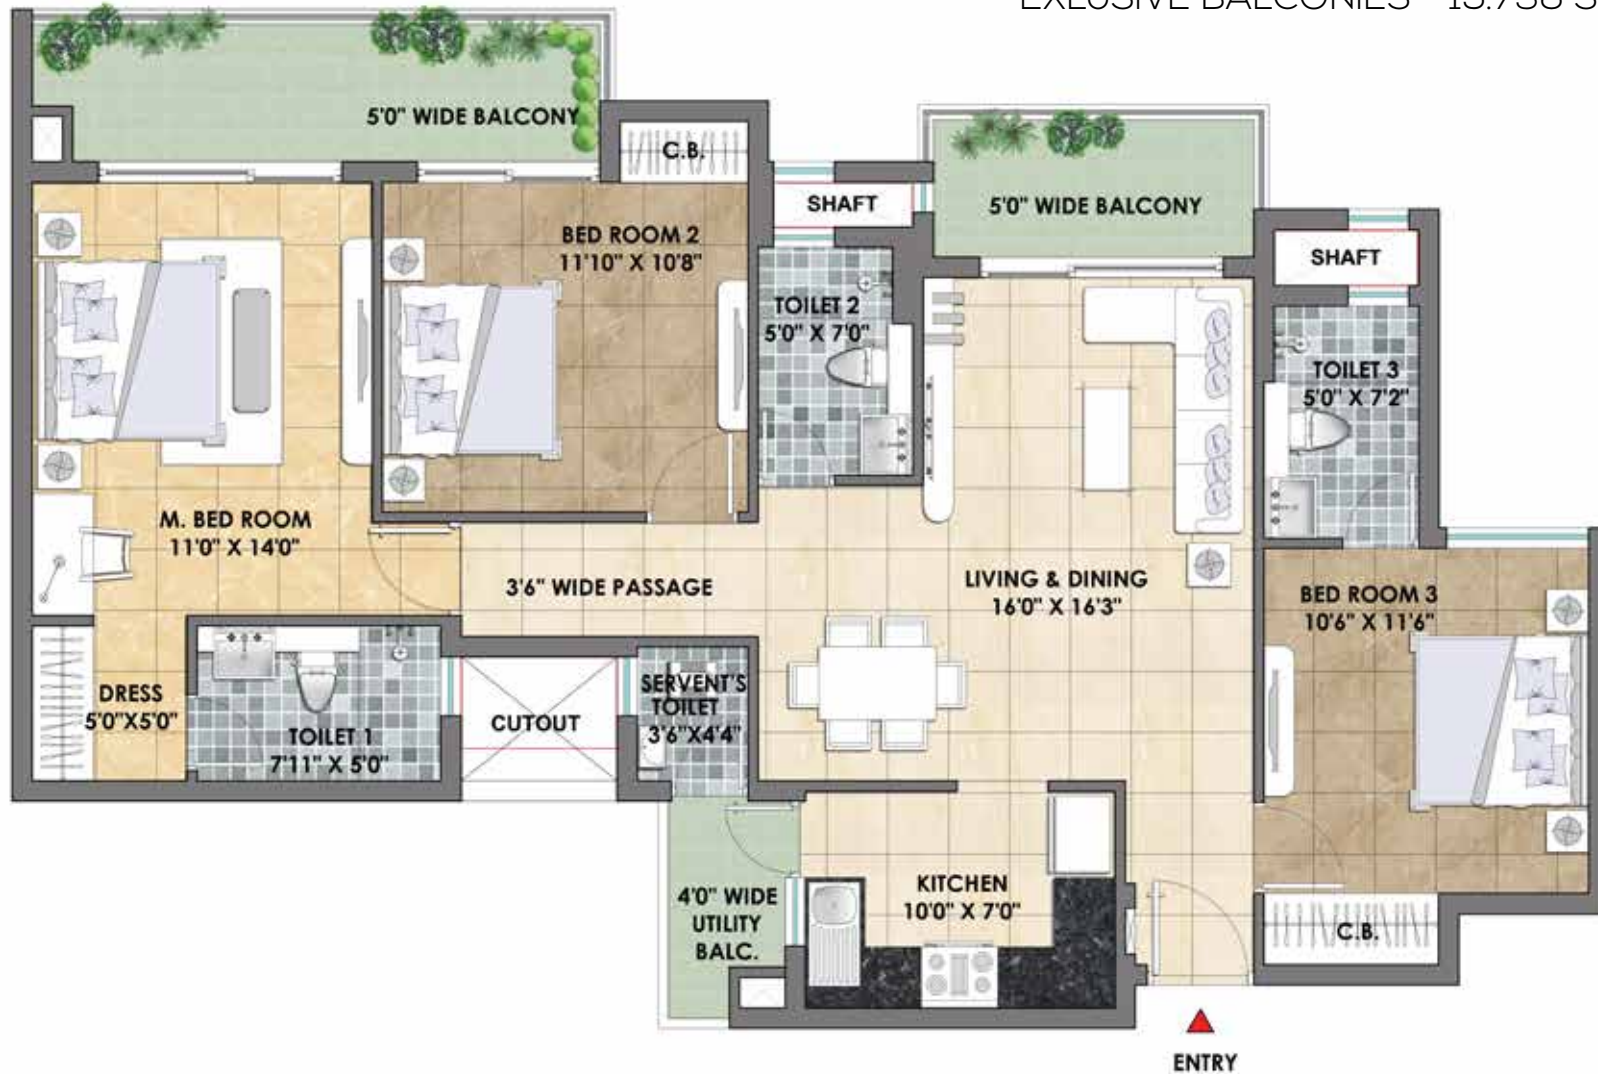 EXLUSIVE BALCONIES - 15.738 S
5'0" WIDE BALCONY
C.B.
SHAFT
5'0" WIDE BALCONY
BED ROOM 2
11'10" X 10'8"
SHAFT
TOILET 2
5'0" X 7'0"
TOILET 3
5'0" X 7'2"
M. BED ROOM
11'0" X 14'0"
3'6" WIDE PASSAGE
LIVING & DINING
16'0" X 16'3"
BED ROOM 3
10'6" X 11'6"
DRESS
5'0"X5'0"
TOILET 1
7'11" X 5'0"
CUTOUT
SERVENT'S
TOILET
3'6"X4'4"
4'0" WIDE
UTILITY
BALC.
KITCHEN
10'0" X 7'0"
C.B.
ENTRY